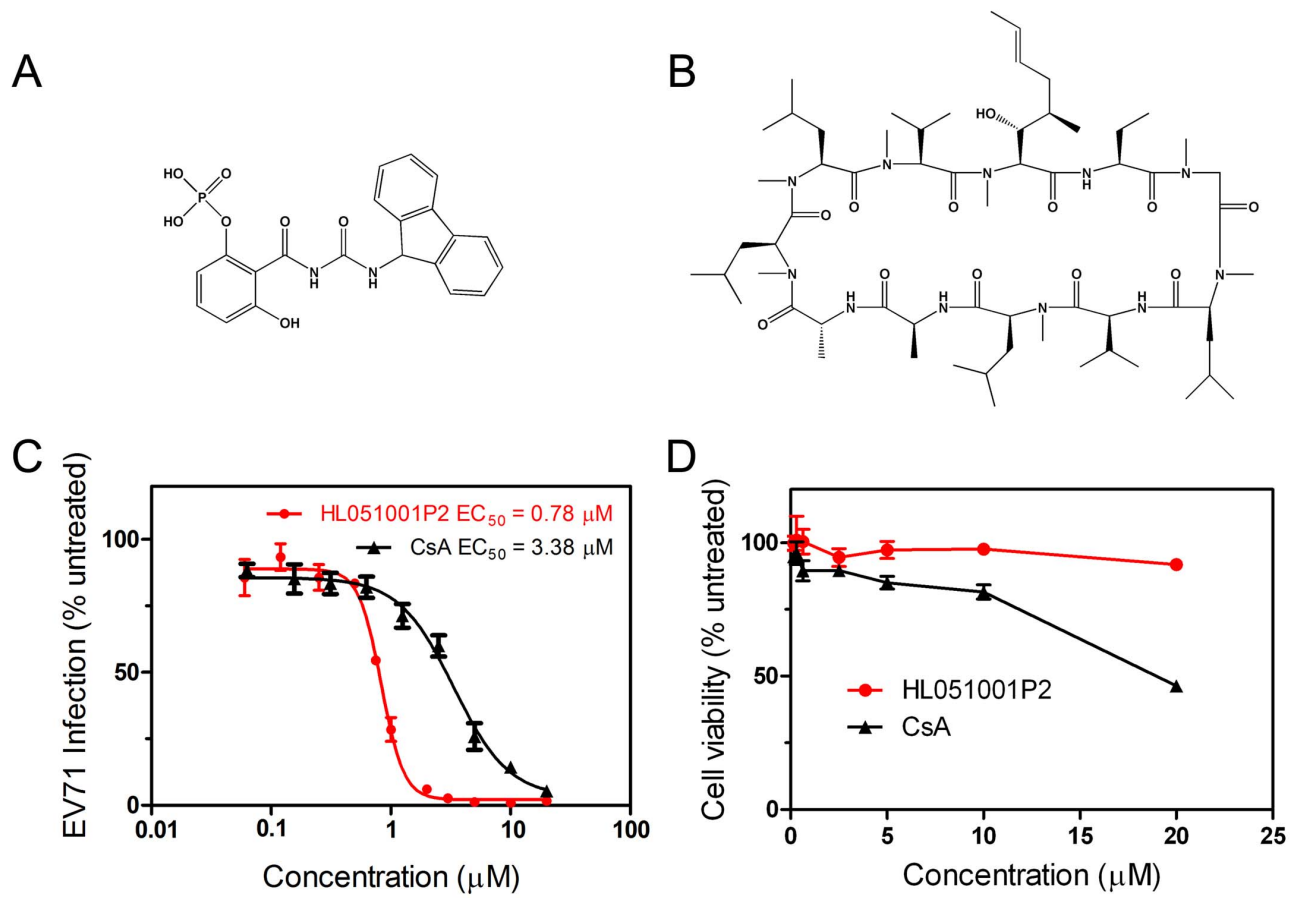 A
B
HO
O
P
HO
O
O
O
N
H
N
H
OH
HO
N
O
N
O
N
O
N
H
O
N
O
O
N
O
N
H
O
N
H
O
N
O
N
H
O
N
O
C
D
EV71 Infection (% untreated)
100
50
0
0.01
0.1
1
10
100
Concentration (μM)
HL051001P2 EC50 = 0.78 μM
CsA EC50 = 3.38 μM
Cell viability (% untreated)
100
50
0
0
5
10
15
20
25
Concentration (μM)
HL051001P2
CsA